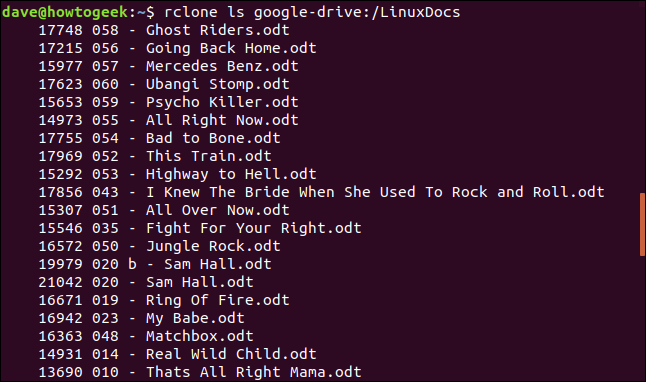 dave@howtogeek:~$ rclone ls google-drive:/LinuxDocs
17748 058 - Ghost Riders.odt
17215 056 - Going Back Home.odt
15977 057 - Mercedes Benz.odt
17623 060 - Ubangi Stomp.odt
15653 059 - Psycho Killer.odt
14973 055 - All Right Now.odt
17755 054 - Bad to Bone.odt
17969 052 - This Train.odt
15292 053 - Highway to Hell.odt
17856 043 - I Knew The Bride When She Used To Rock and Roll.odt
15307 051 - All Over Now.odt
15546 035 - Fight For Your Right.odt
16572 050 - Jungle Rock.odt
19979 020 b - Sam Hall.odt
21042 020 - Sam Hall.odt
16671 019 - Ring Of Fire.odt
16942 023 - My Babe.odt
16363 048 - Matchbox.odt
14931 014 - Real Wild Child.odt
13690 010 - Thats All Right Mama.odt